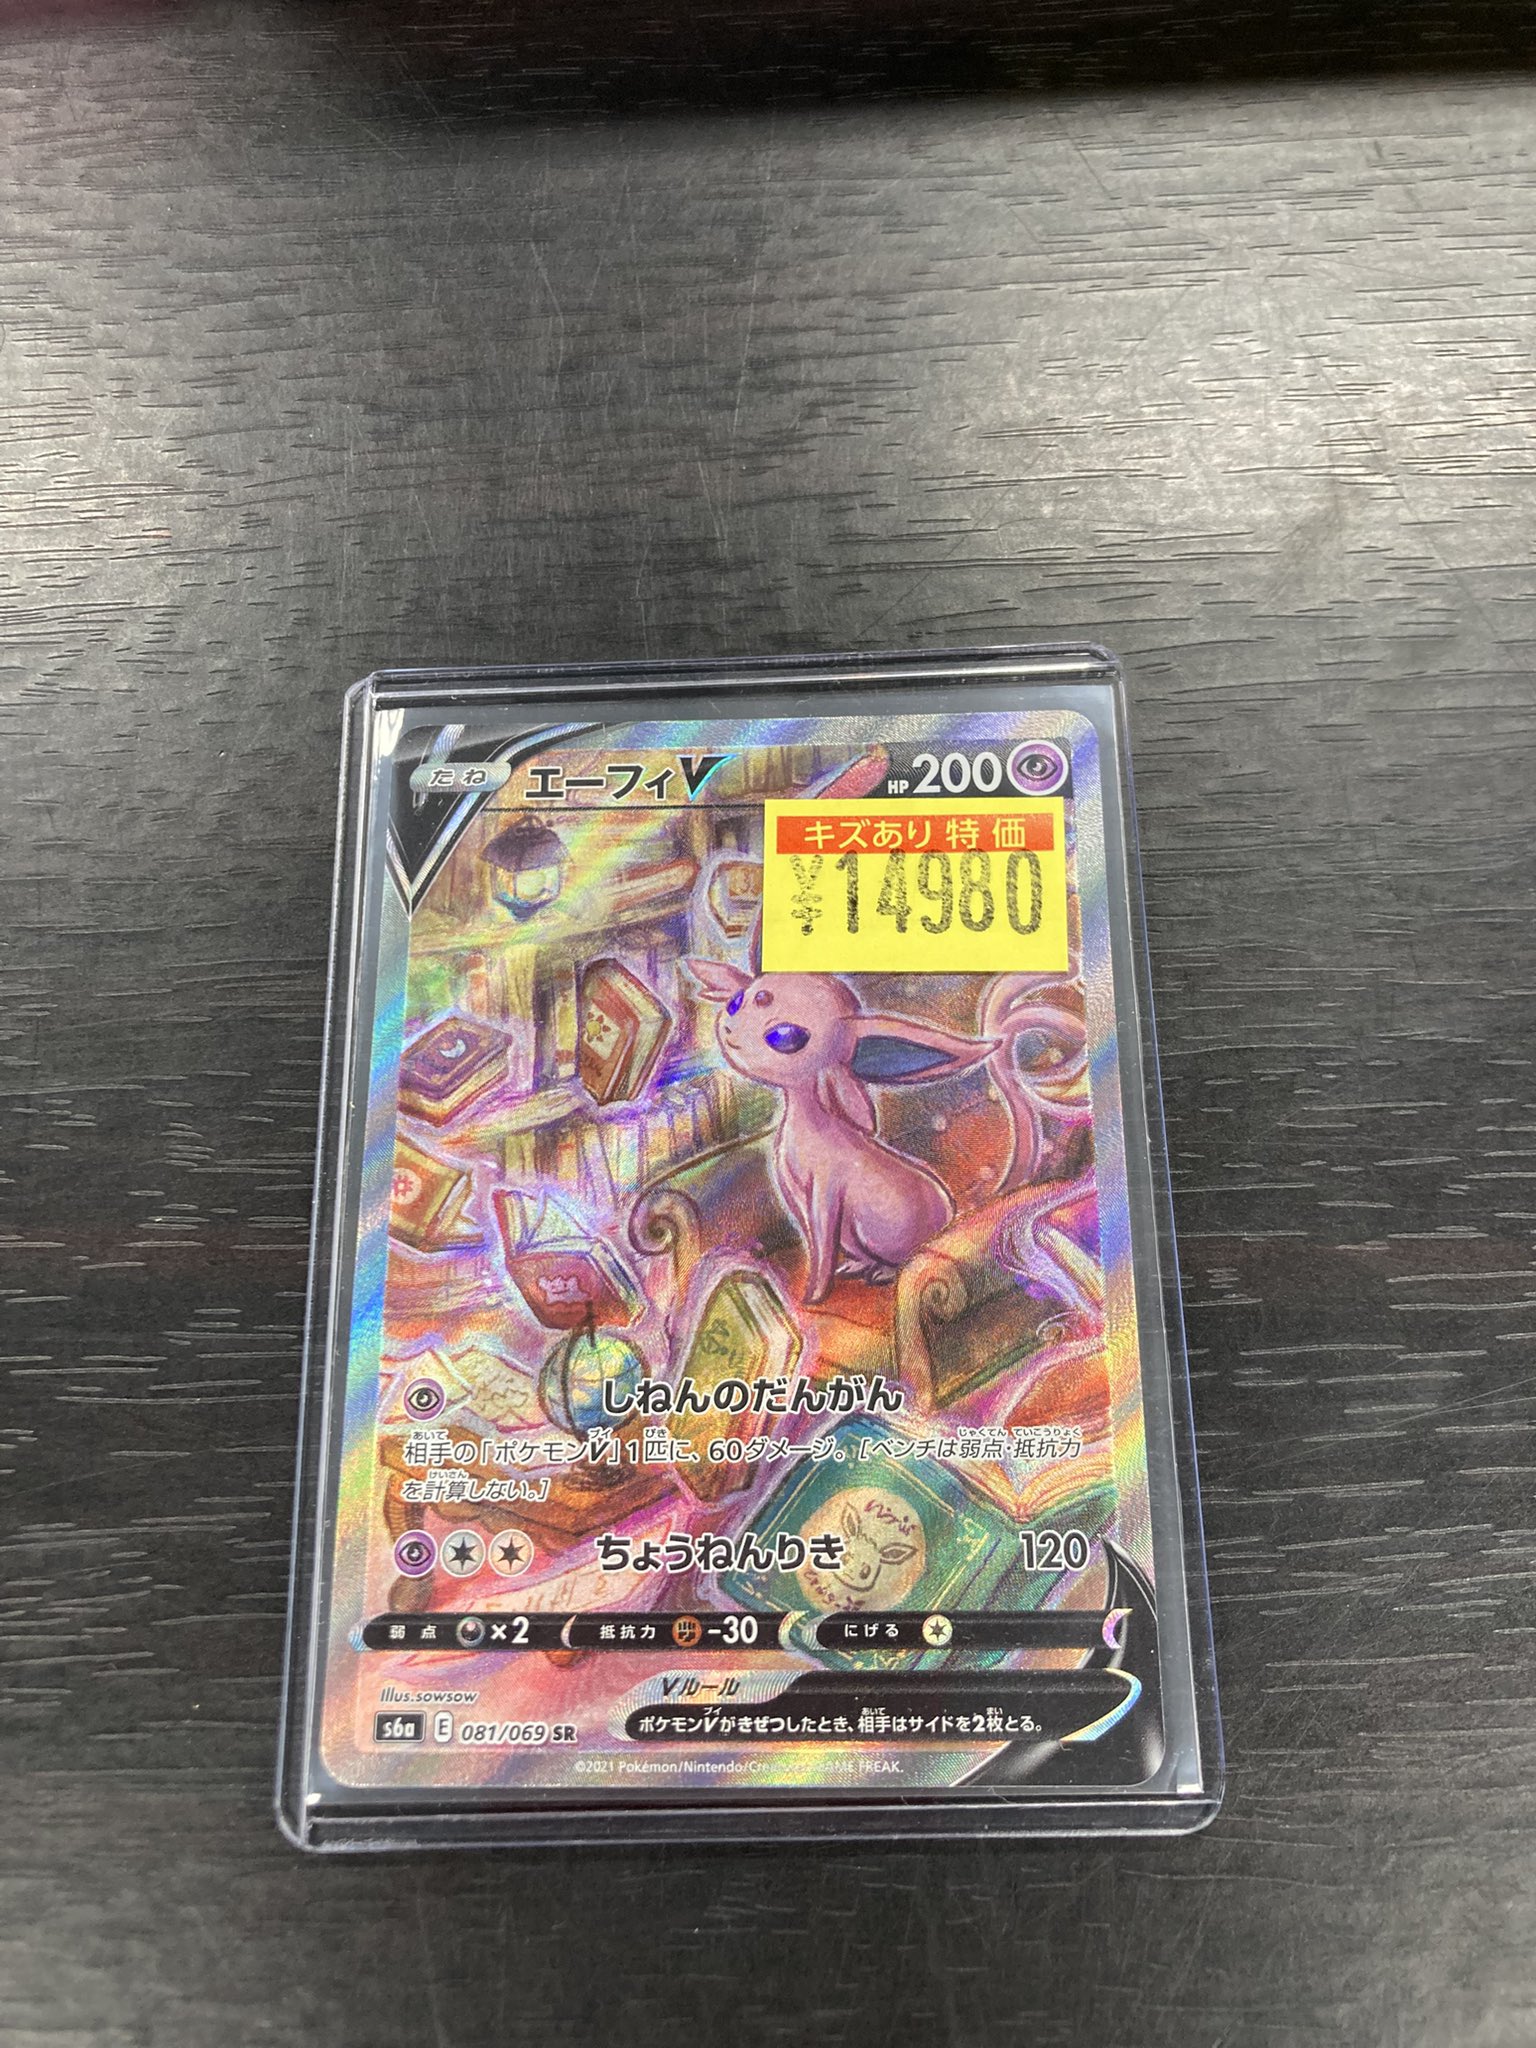 たね エーフィV HP 200
キズあり 特価
¥14980
しねんのだんがん
相手の「ポケモンV」1匹に、60ダメージ。[ベンチは弱点・抵抗力
を計算しない。]
ちょうねんりき 120
弱点 ×2 抵抗力 -30 にげる
Vルール
Illus.sowsow
ポケモンVがきぜつしたとき、相手はサイドを2枚とる。
s6a E 081/069 SR
©2021 Pokémon/Nintendo/Creatures/GAME FREAK.